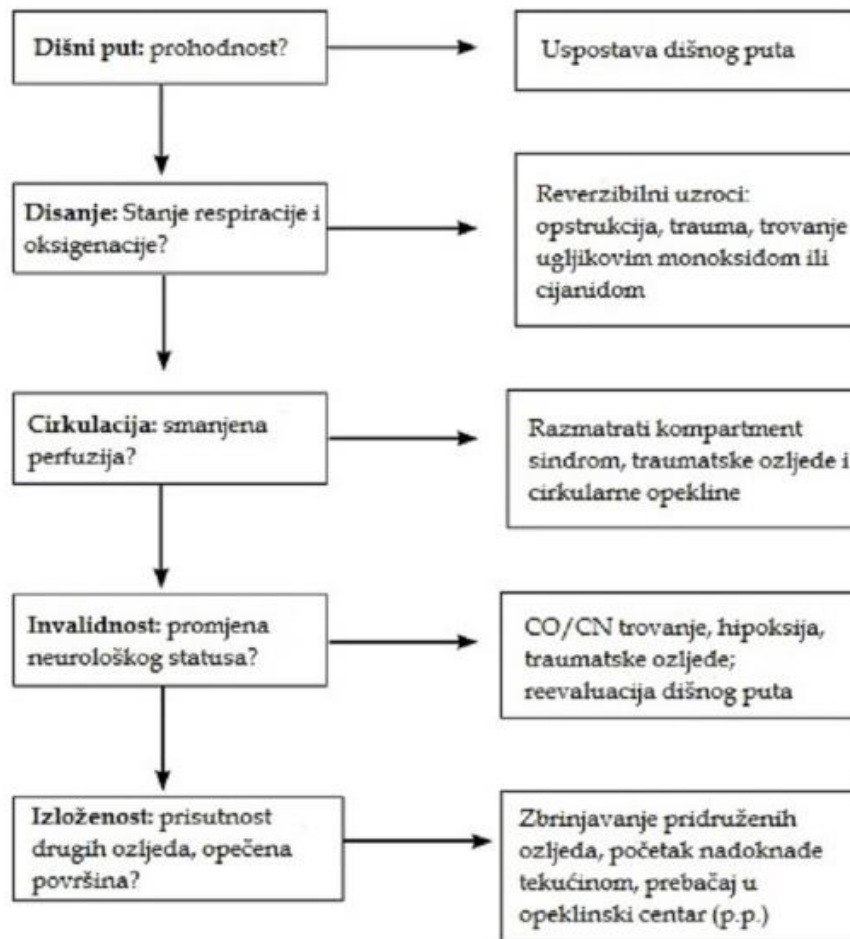 Dišni put: prohodnost?
Uspostava dišnog puta
Disanje: Stanje respiracije i
oksigenacije?
Reverzibilni uzroci:
opstrukcija, trauma, trovanje
ugljikovim monoksidom ili
cijanidom
Cirkulacija: smanjena
perfuzija?
Razmatrati kompartment
sindrom, traumatske ozljede i
cirkularne opekline
Invalidnost: promjena
neurološkog statusa?
CO/CN trovanje, hipoksija,
traumatske ozljede;
reevaluacija dišnog puta
Izloženost: prisutnost
drugih ozljeda, opečena
površina?
Zbrinjavanje pridruženih
ozljeda, početak nadoknade
tekućinom, prebačaj u
opeklinski centar (p.p.)